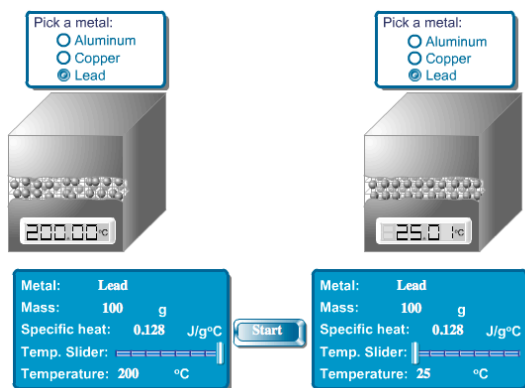 Pick a metal:
Aluminum
Copper
Lead
Pick a metal:
Aluminum
Copper
Lead
200.00°C
25.01°C
Metal: Lead
Mass: 100 g
Specific heat: 0.128 J/g°C
Temp. Slider:
Temperature: 200 °C
Start
Metal: Lead
Mass: 100 g
Specific heat: 0.128 J/g°C
Temp. Slider:
Temperature: 25 °C